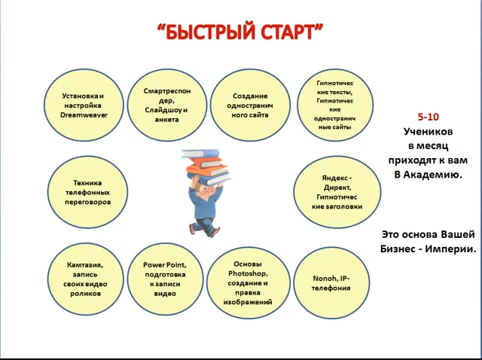 “БЫСТРЫЙ СТАРТ”
Установка и
настройка
Dreamweaver
Смартреспон
дер,
Слайдшоу и
анкета
Создание
одностранич
ного сайта
Гипнотичес
кие тексты,
Гипнотичес
кие
одностранич
ные сайты
5-10
Учеников
в месяц
приходят к вам
В Академию.
Техника
телефонных
переговоров
Яндекс -
Директ,
Гипнотичес
кие заголовки
Это основа Вашей
Бизнес - Империи.
Камтазия,
запись
своих видео
роликов
Power Point,
подготовка
к записи
видео
Основы
Photoshop,
создание и
правка
изображений
Nonoh, IP-
телефония